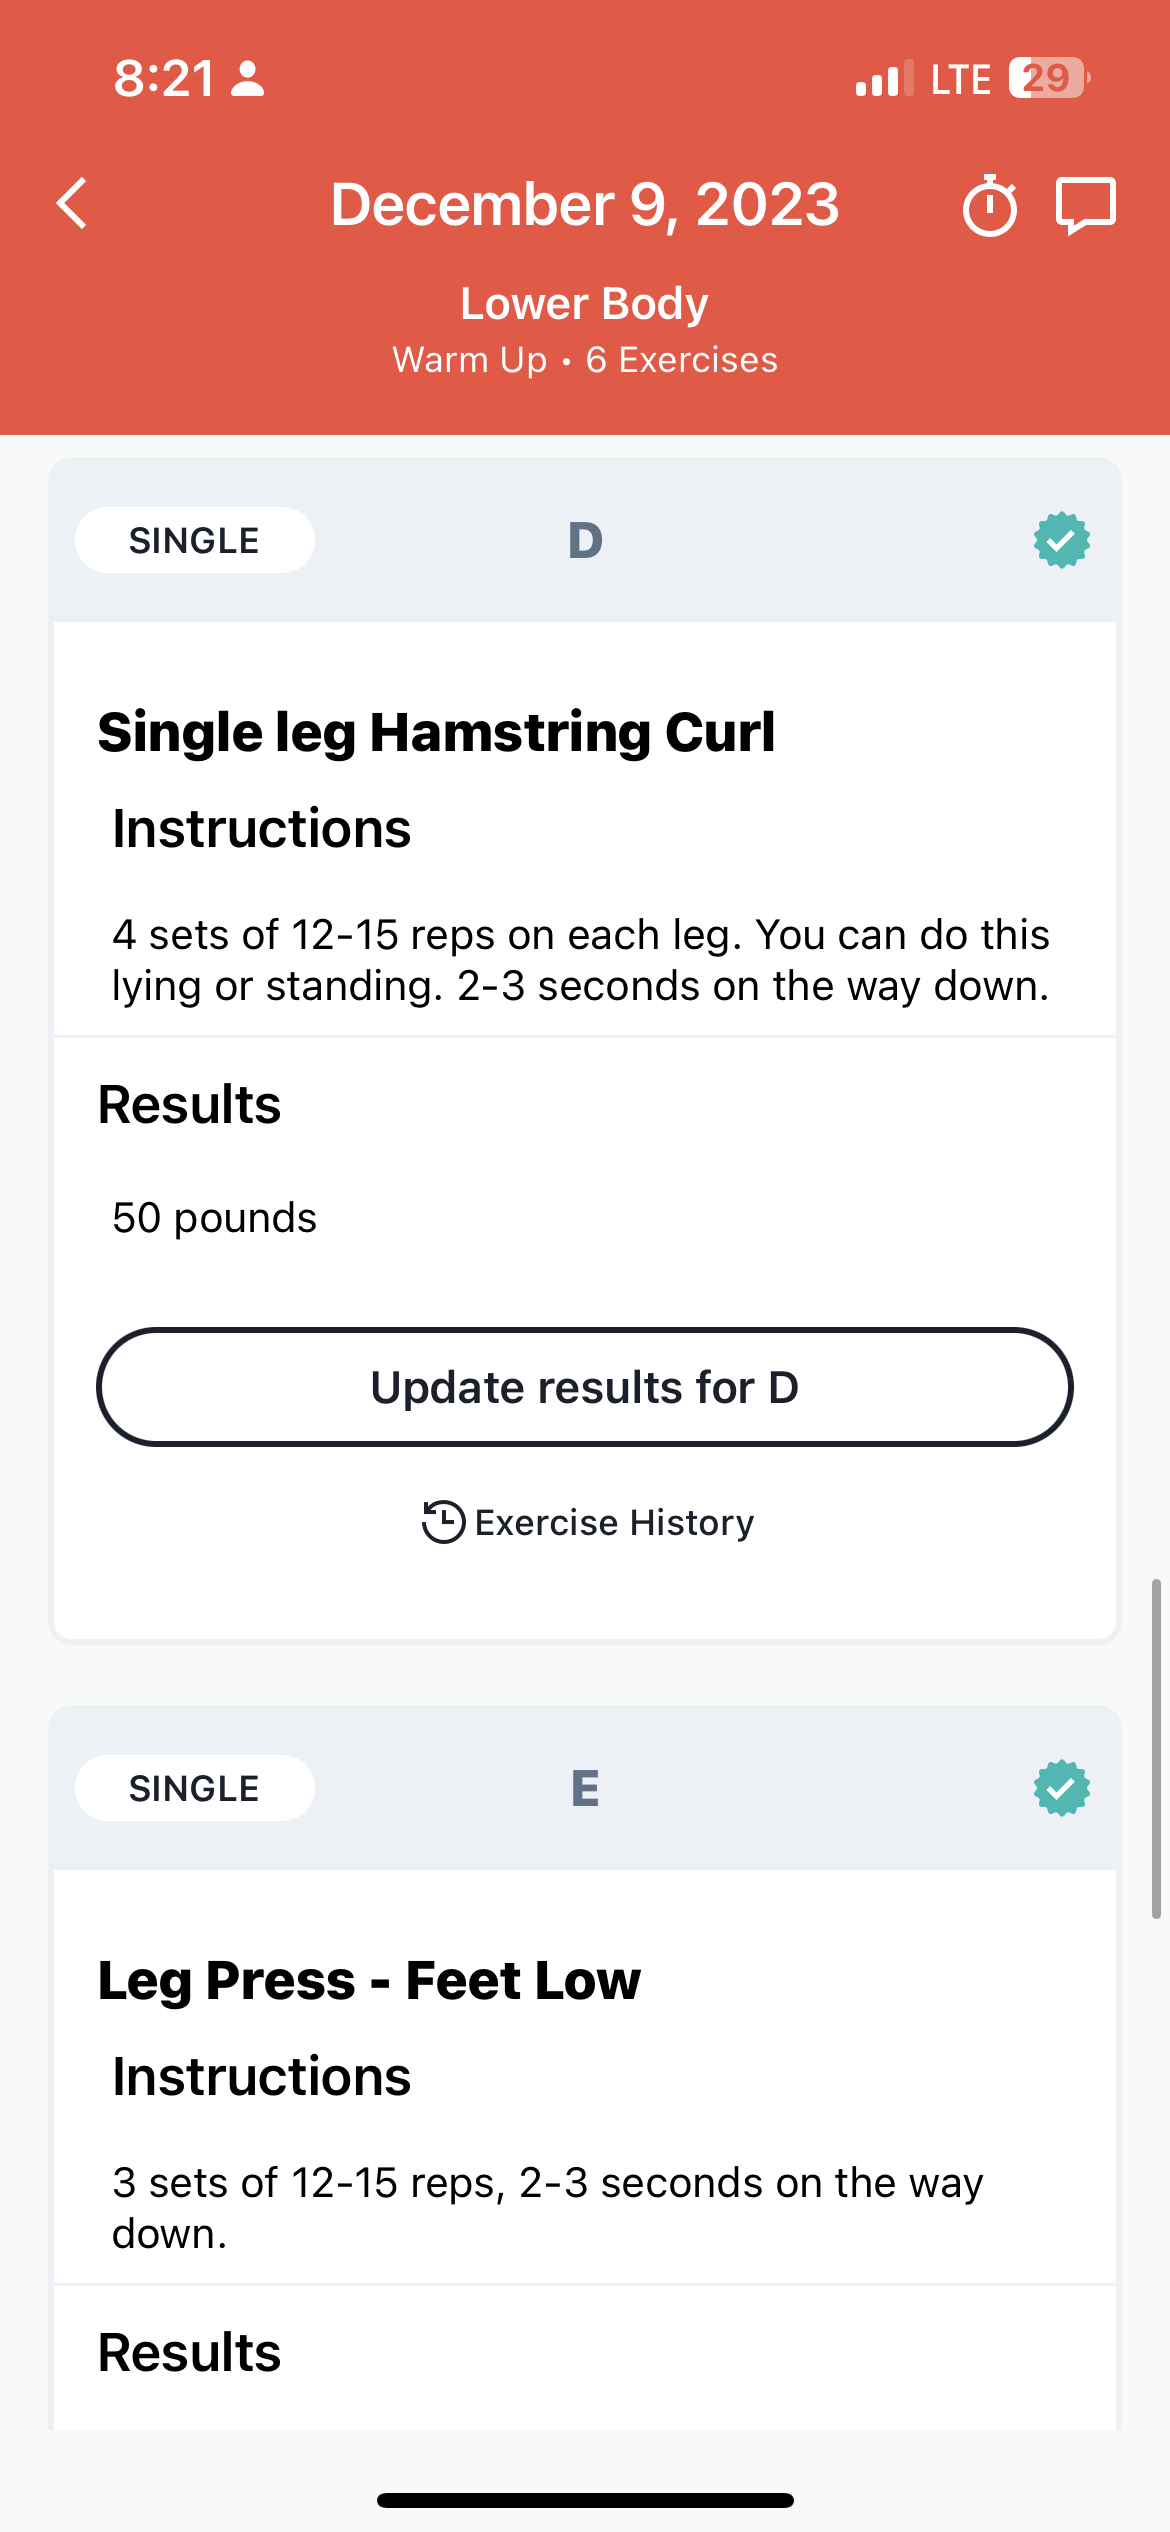 8:21
LTE 29
December 9, 2023
Lower Body
Warm Up • 6 Exercises
SINGLE
D
Single leg Hamstring Curl
Instructions
4 sets of 12-15 reps on each leg. You can do this
lying or standing. 2-3 seconds on the way down.
Results
50 pounds
Update results for D
Exercise History
SINGLE
E
Leg Press - Feet Low
Instructions
3 sets of 12-15 reps, 2-3 seconds on the way
down.
Results